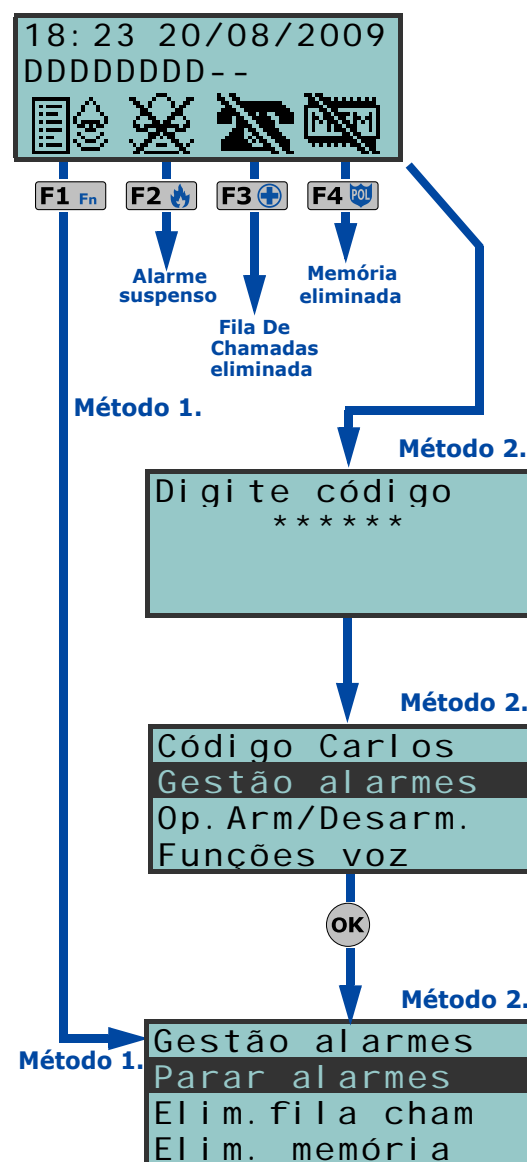 18:23 20/08/2009
DDDDDDDD--
MEM
F1 Fn F2 F3 F4 POL
Alarme
suspenso
Memória
eliminada
Fila De
Chamadas
eliminada
Método 1.
Método 2.
Digite código
******
Método 2.
Código Carlos
Gestão alarmes
Op.Arm/Desarm.
Funções voz
OK
Método 2.
Método 1.
Gestão alarmes
Parar alarmes
Elim.fila cham
Elim. memória